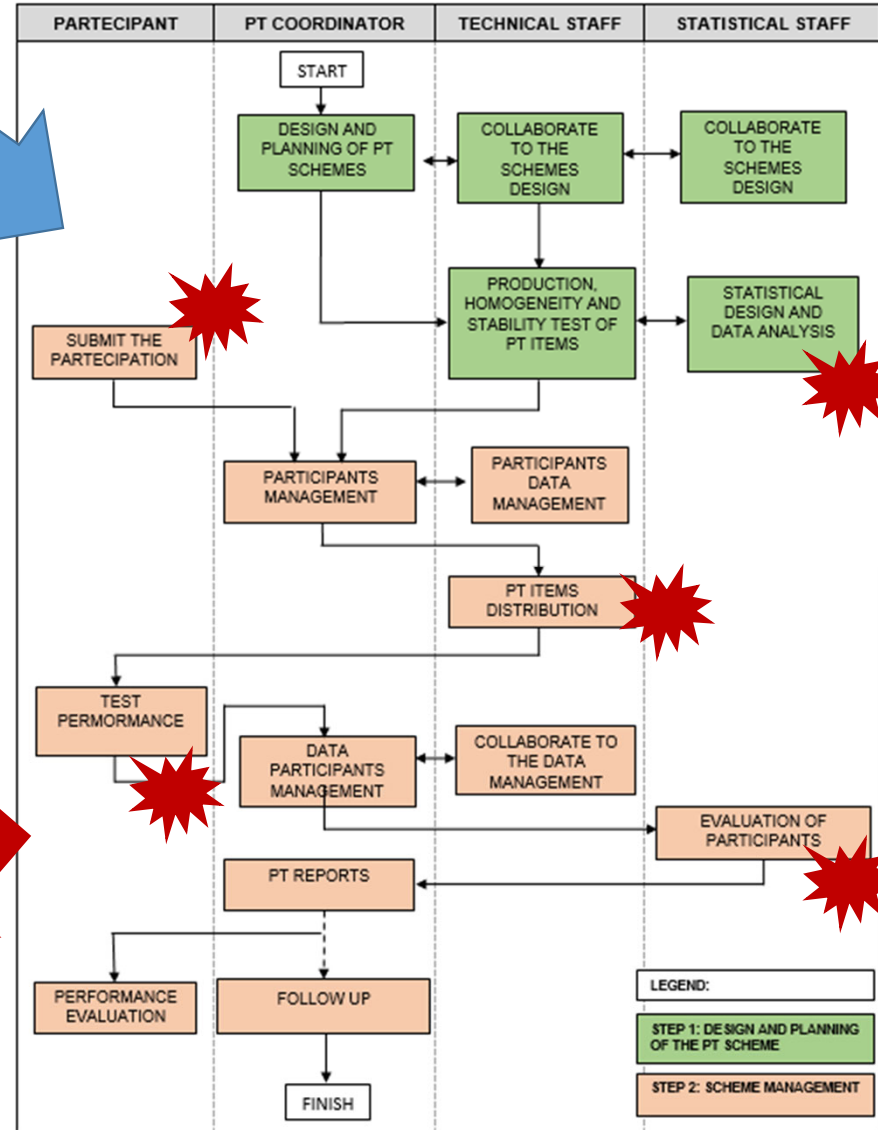 PARTECIPANT
PT COORDINATOR
TECHNICAL STAFF
STATISTICAL STAFF
START
DESIGN AND
PLANNING OF PT
SCHEMES
COLLABORATE
TO THE
SCHEMES
DESIGN
COLLABORATE
TO THE
SCHEMES
DESIGN
PRODUCTION,
HOMOGENEITY AND
STABILITY TEST OF
PT ITEMS
STATISTICAL
DESIGN AND
DATA ANALYSIS
SUBMIT THE
PARTECIPATION
PARTICIPANTS
MANAGEMENT
PARTICIPANTS
DATA
MANAGEMENT
PT ITEMS
DISTRIBUTION
TEST
PERMORMANCE
DATA
PARTICIPANTS
MANAGEMENT
COLLABORATE TO
THE DATA
MANAGEMENT
EVALUATION OF
PARTICIPANTS
PT REPORTS
PERFORMANCE
EVALUATION
FOLLOW UP
FINISH
LEGEND:
STEP 1: DESIGN AND PLANNING
OF THE PT SCHEME
STEP 2: SCHEME MANAGEMENT